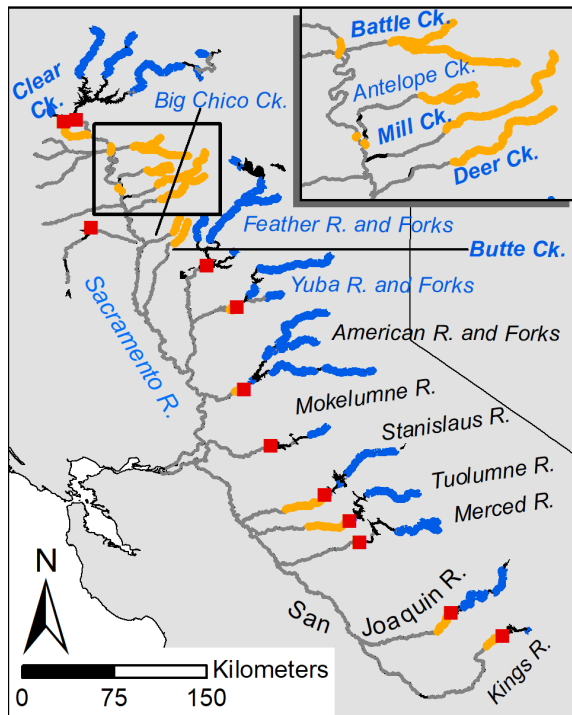 Battle Ck.
Antelope Ck.
Mill Ck.
Deer Ck.
Clear
Ck.
Big Chico Ck.
Feather R. and Forks
Butte Ck.
Yuba R. and Forks
Sacramento R.
American R. and Forks
Mokelumne R.
Stanislaus R.
Tuolumne R.
Merced R.
San Joaquin R.
Kings R.
N
Kilometers
0 75 150